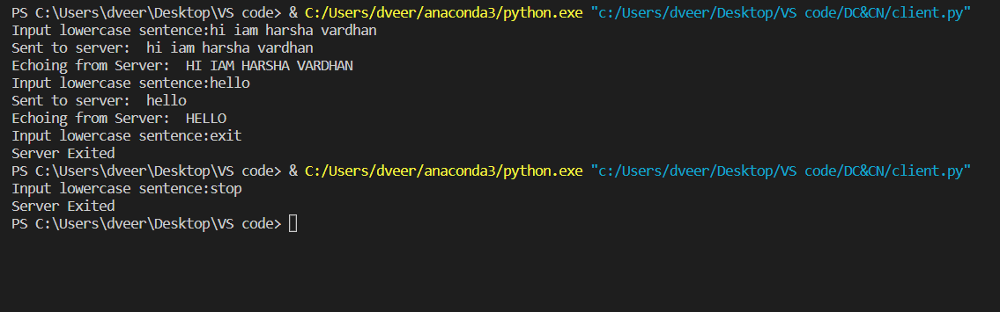 PS C:\Users\dveer\Desktop\VS code> & C:/Users/dveer/anaconda3/python.exe "c:/Users/dveer/Desktop/VS code/DC&CN/client.py"
Input lowercase sentence:hi iam harsha vardhan
Sent to server:  hi iam harsha vardhan
Echoing from Server:  HI IAM HARSHA VARDHAN
Input lowercase sentence:hello
Sent to server:  hello
Echoing from Server:  HELLO
Input lowercase sentence:exit
Server Exited
PS C:\Users\dveer\Desktop\VS code> & C:/Users/dveer/anaconda3/python.exe "c:/Users/dveer/Desktop/VS code/DC&CN/client.py"
Input lowercase sentence:stop
Server Exited
PS C:\Users\dveer\Desktop\VS code>